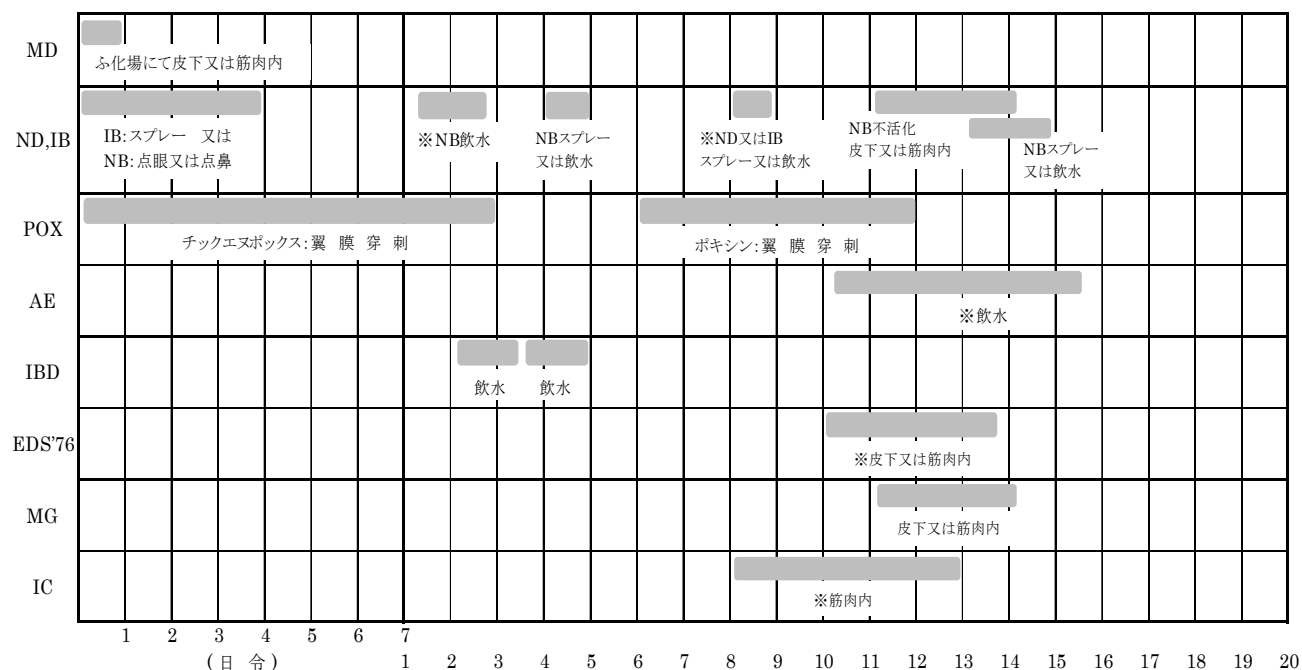 MD
ふ化場にて皮下又は筋肉内
ND,IB
IB:スプレー 又は
NB:点眼又は点鼻
※NB飲水
NBスプレー
又は飲水
※ND又はIB
スプレー又は飲水
NB不活化
皮下又は筋肉内
NBスプレー
又は飲水
POX
チックエヌポックス:翼 膜 穿 刺
ポキシン:翼 膜 穿 刺
AE
※飲水
IBD
飲水 飲水
EDS'76
※皮下又は筋肉内
MG
皮下又は筋肉内
IC
※筋肉内
1 2 3 4 5 6 7
(日 令)
1 2 3 4 5 6 7 8 9 10 11 12 13 14 15 16 17 18 19 20